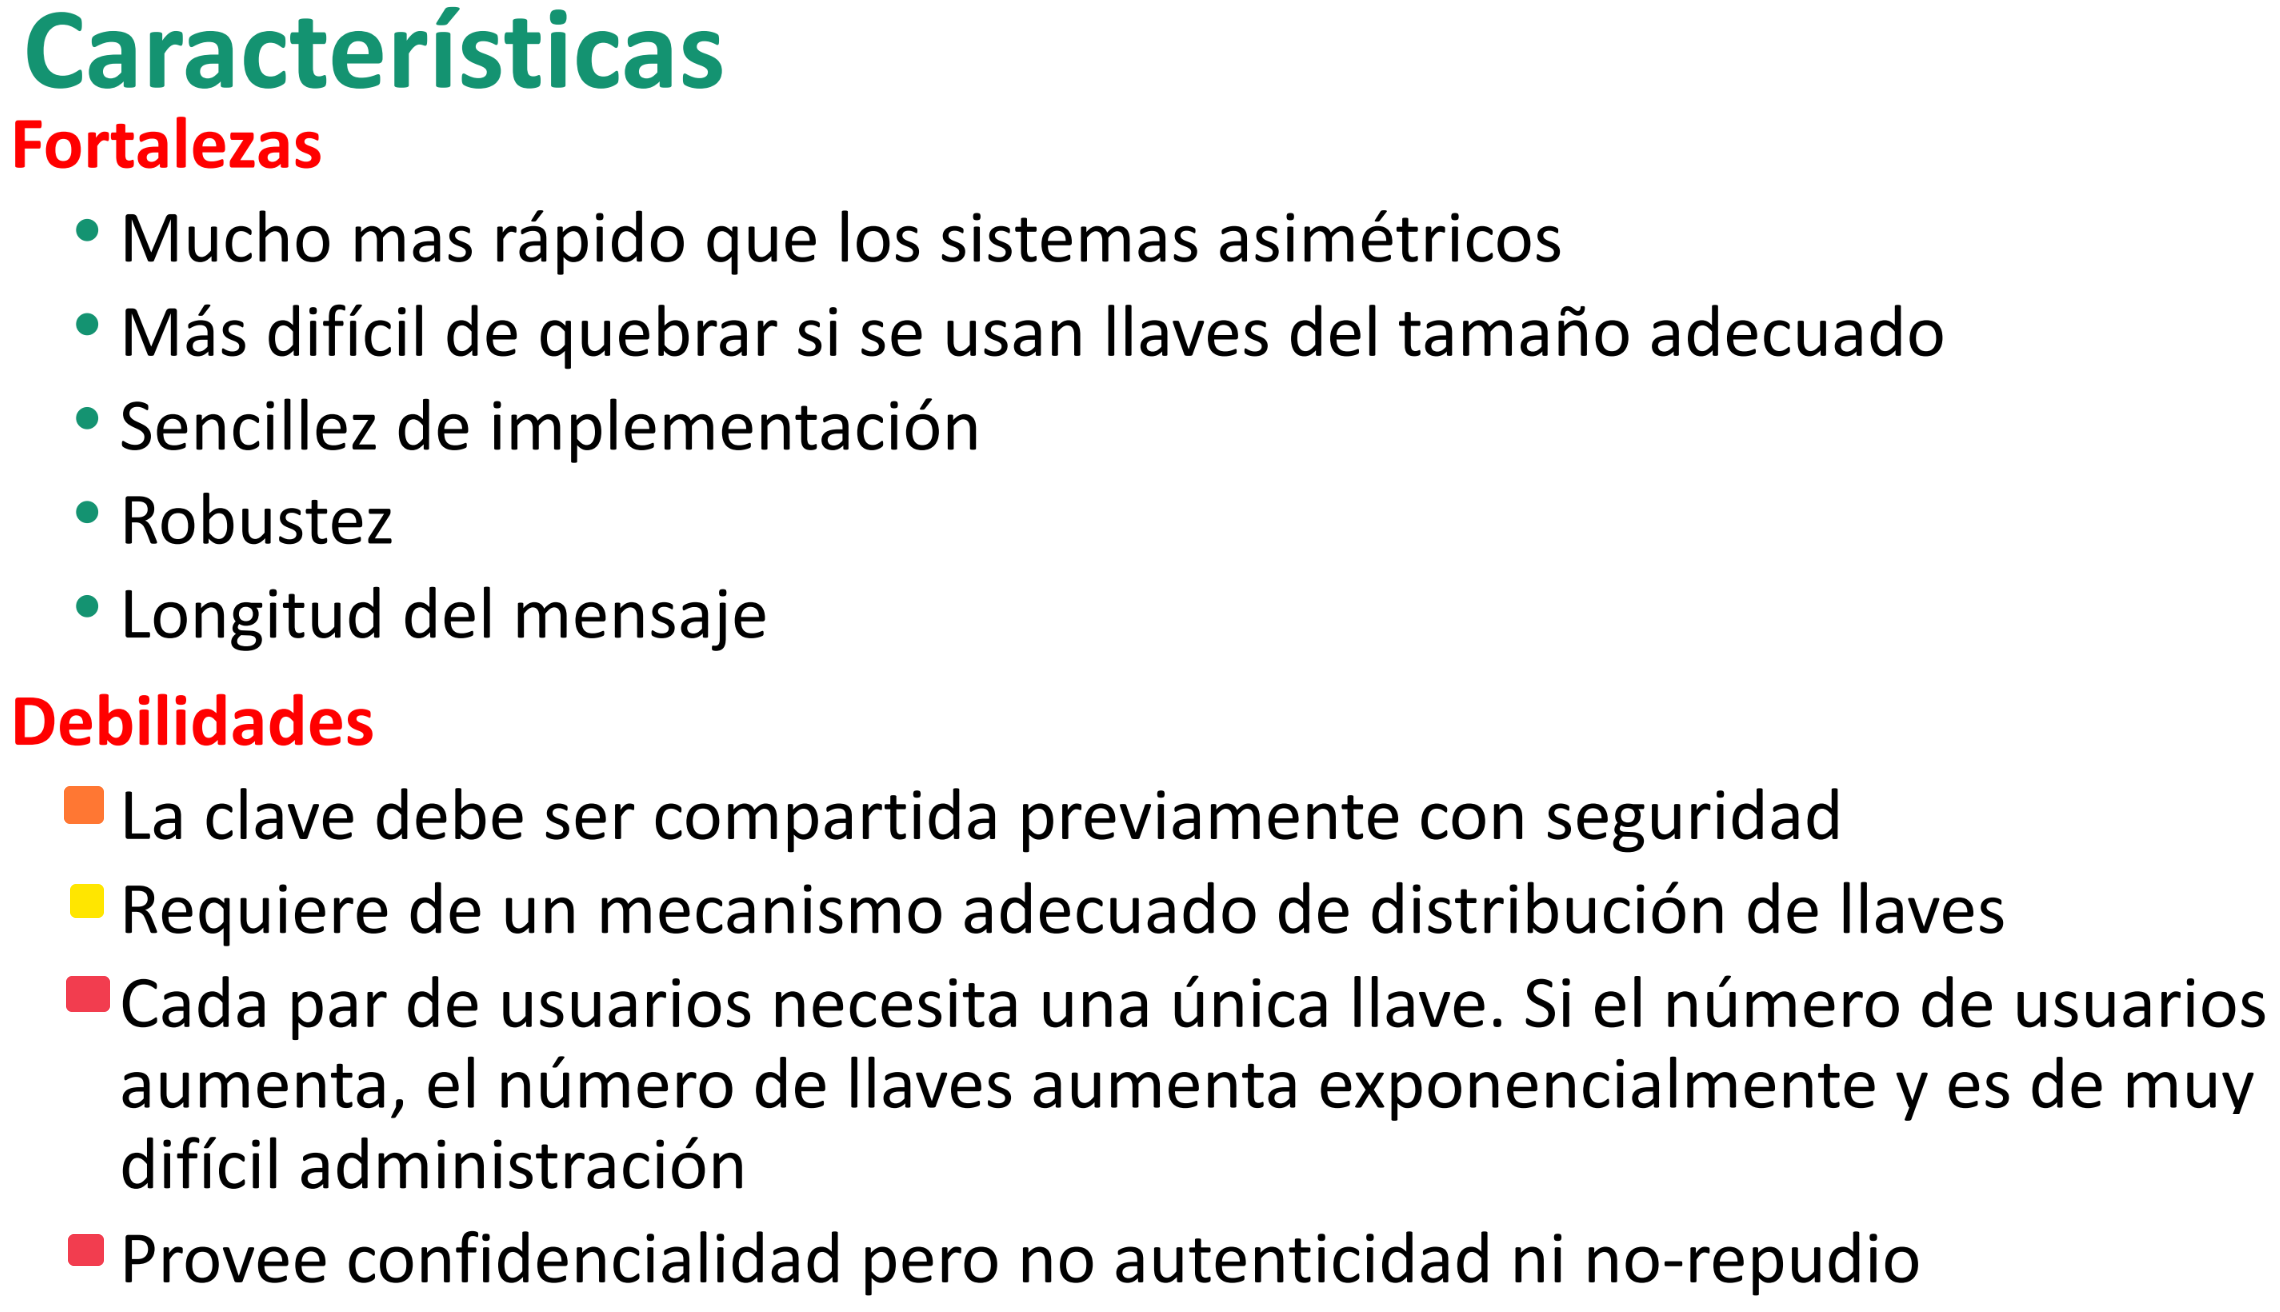 Características
Fortalezas
• Mucho mas rápido que los sistemas asimétricos
• Más difícil de quebrar si se usan llaves del tamaño adecuado
• Sencillez de implementación
• Robustez
• Longitud del mensaje
Debilidades
La clave debe ser compartida previamente con seguridad
Requiere de un mecanismo adecuado de distribución de llaves
Cada par de usuarios necesita una única llave. Si el número de usuarios
aumenta, el número de llaves aumenta exponencialmente y es de muy
difícil administración
Provee confidencialidad pero no autenticidad ni no-repudio